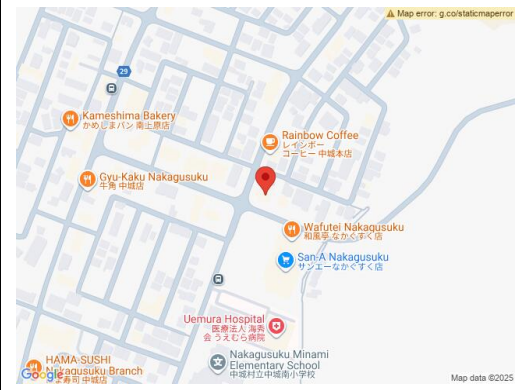 Map error: g.co/staticmaperror
29
Kameshima Bakery
かめしまパン 南上原店
Rainbow Coffee
レインボー
コーヒー 中城本店
Gyu-Kaku Nakagusuku
牛角 中城店
Wafutei Nakagusuku
和風亭 なかぐすく店
San-A Nakagusuku
サンエーなかぐすく店
Uemura Hospital
医療法人 海秀
会 うえむら病院
Nakagusuku Minami
Elementary School
中城村立中城南小学校
HAMA-SUSHI
Nakagusuku Branch
寿司 中城店
Google
Map data ©2025